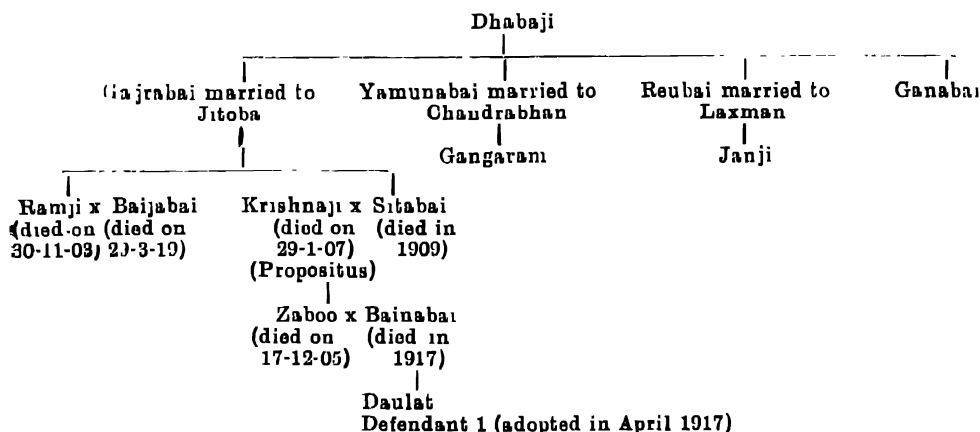 Dhabaji
Gajrabai married to Yamunabai married to Reubai married to Ganabai
Jitoba Chaudrabhan Laxman
Gangaram Janji
Ramji x Baijabai Krishnaji x Sitabai
(died on (died on (died on (died in
30-11-03) 29-3-19) 29-1-07) 1909)
(Propositus)
Zaboo x Bainabai
(died on (died in
17-12-05) 1917)
Daulat
Defendant 1 (adopted in April 1917)